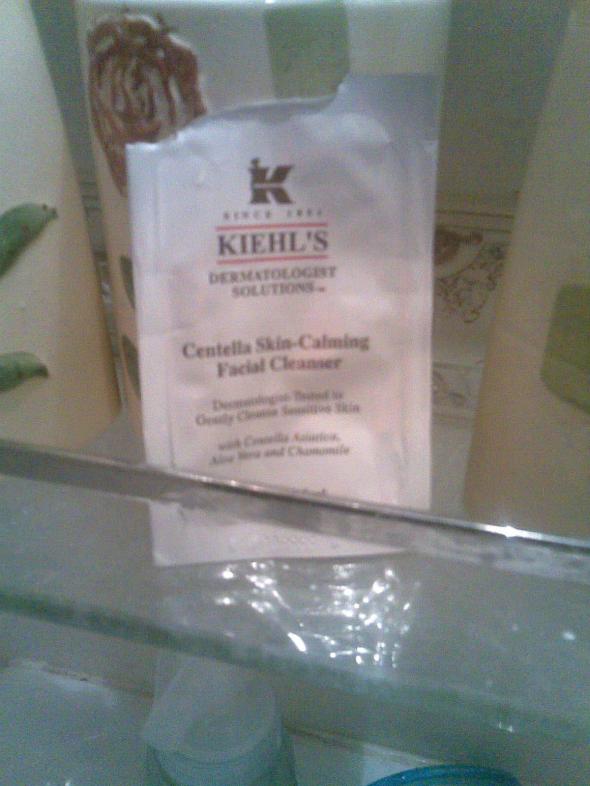 K
SINCE 1851
KIEHL'S
DERMATOLOGIST
SOLUTIONS™
Centella Skin-Calming
Facial Cleanser
Dermatologist-Tested to
Gently Cleanse Sensitive Skin
with Centella Asiatica,
Aloe Vera and Chamomile